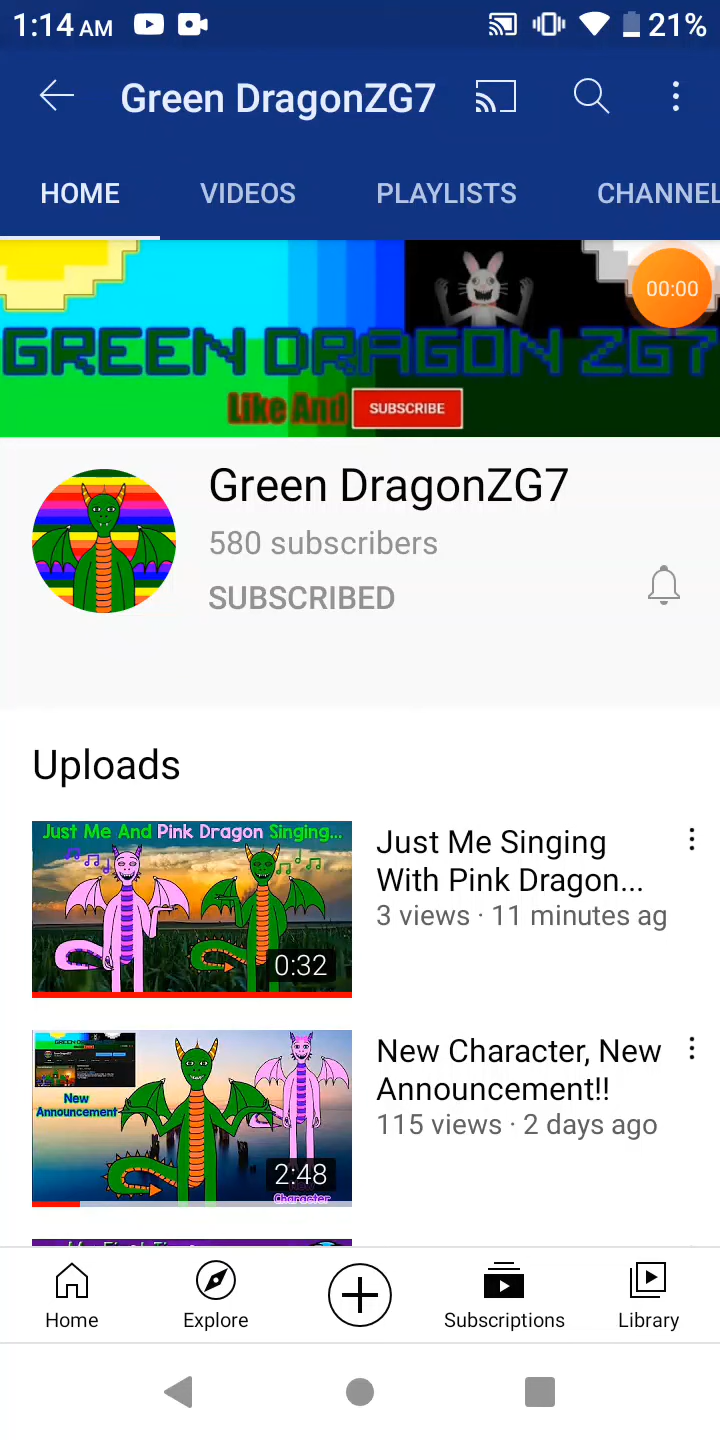 1:14 AM
21%
Green DragonZG7
HOME VIDEOS PLAYLISTS CHANNEL
00:00
GREEN DRAGON ZG7
Like And SUBSCRIBE
Green DragonZG7
580 subscribers
SUBSCRIBED
Uploads
Just Me And Pink Dragon Singing...
0:32
Just Me Singing
With Pink Dragon...
3 views · 11 minutes ag
New
Announcement
2:48
Character
New Character, New
Announcement!!
115 views · 2 days ago
Home Explore Subscriptions Library